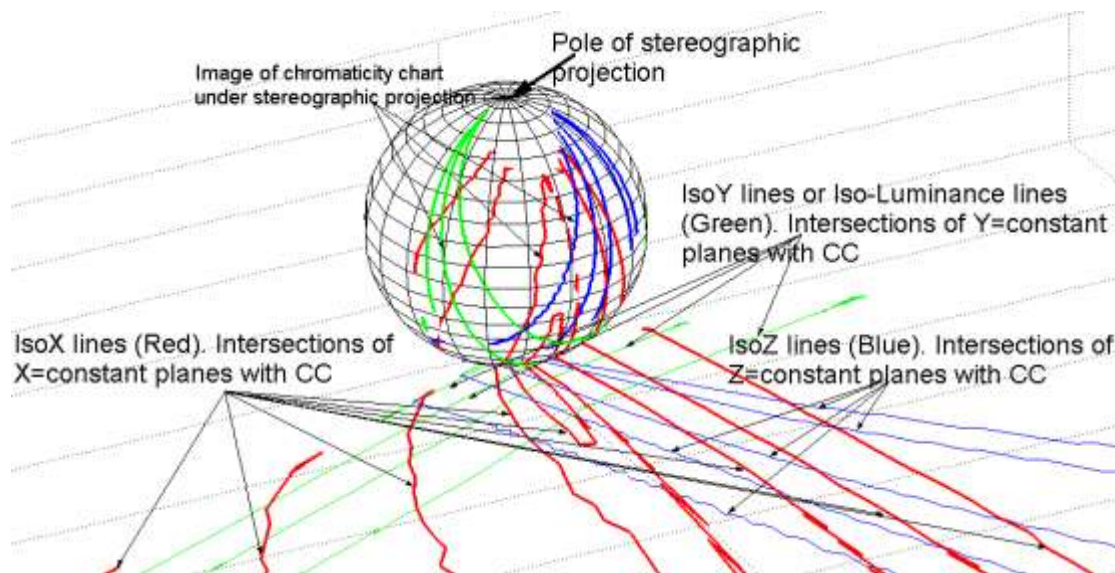 Pole of stereographic
projection
Image of chromaticity chart
under stereographic projection
IsoY lines or Iso-Luminance lines
(Green). Intersections of Y=constant
planes with CC
IsoX lines (Red). Intersections of
X=constant planes with CC
IsoZ lines (Blue). Intersections of
Z=constant planes with CC